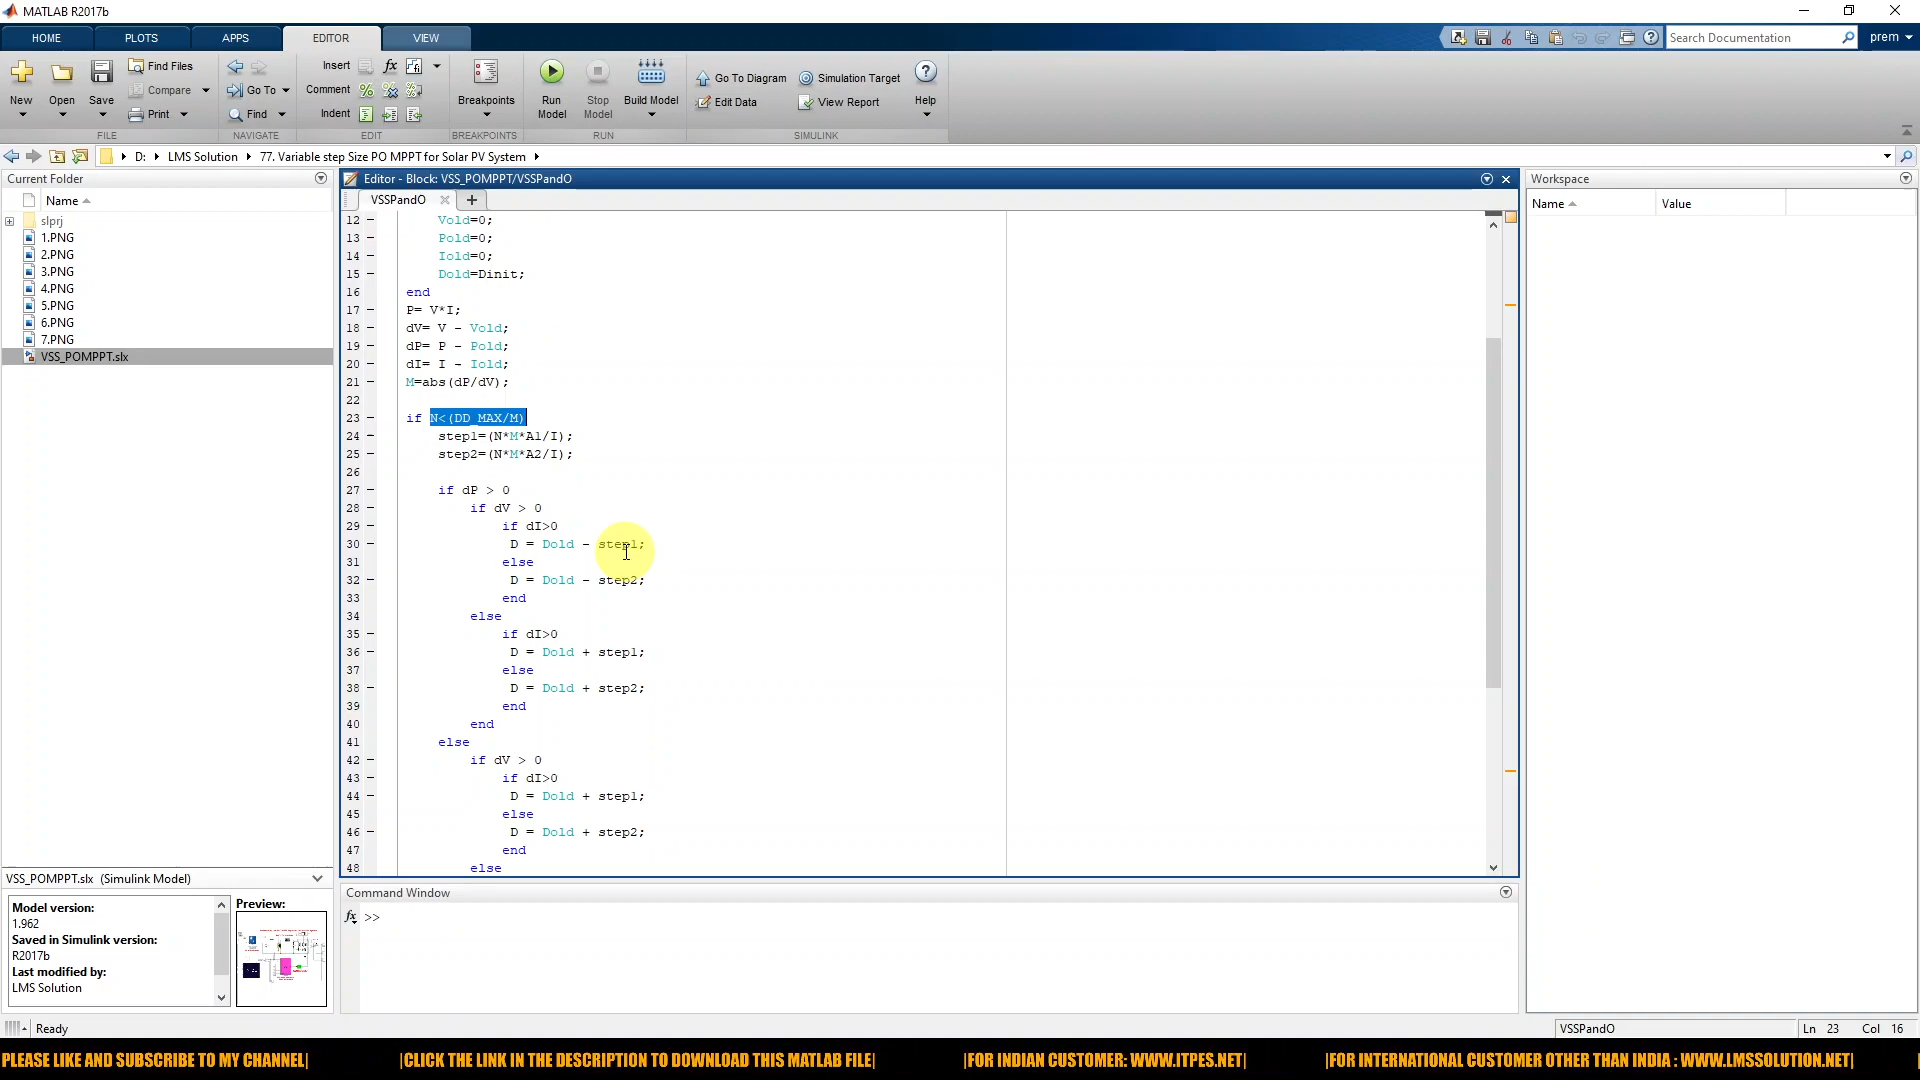 MATLAB R2017b
HOME
PLOTS
APPS
EDITOR
VIEW
Search Documentation
prem
New
Open
Save
Find Files
Compare
Print
Go To
Find
Insert
Comment
Indent
Breakpoints
Run
Model
Stop
Model
Build Model
Go To Diagram
Edit Data
Simulation Target
View Report
Help
FILE
NAVIGATE
EDIT
BREAKPOINTS
RUN
SIMULINK
D:
LMS Solution
77. Variable step Size PO MPPT for Solar PV System
Current Folder
Name
slprj
1.PNG
2.PNG
3.PNG
4.PNG
5.PNG
6.PNG
7.PNG
VSS_POMPPT.slx
Editor - Block: VSS_POMPPT/VSSPandO
VSSPandO
12 – Vold=0;
13 – Pold=0;
14 – Iold=0;
15 – Dold=Dinit;
16 – end
17 – P= V*I;
18 – dV= V - Vold;
19 – dP= P - Pold;
20 – dI= I - Iold;
21 – M=abs(dP/dV);
22
23 – if N<(DD_MAX/M)
24 – step1=(N*M*A1/I);
25 – step2=(N*M*A2/I);
26
27 – if dP > 0
28 – if dV > 0
29 – if dI>0
30 – D = Dold - step1;
31 – else
32 – D = Dold - step2;
33 – end
34 – else
35 – if dI>0
36 – D = Dold + step1;
37 – else
38 – D = Dold + step2;
39 – end
40 – end
41 – else
42 – if dV > 0
43 – if dI>0
44 – D = Dold + step1;
45 – else
46 – D = Dold + step2;
47 – end
48 – else
Workspace
Name
Value
VSS_POMPPT.slx (Simulink Model)
Model version:
1.962
Saved in Simulink version:
R2017b
Last modified by:
LMS Solution
Preview:
Command Window
fx >>
Ready
VSSPandO
Ln 23 Col 16
PLEASE LIKE AND SUBSCRIBE TO MY CHANNEL| |CLICK THE LINK IN THE DESCRIPTION TO DOWNLOAD THIS MATLAB FILE| |FOR INDIAN CUSTOMER: WWW.ITPES.NET| |FOR INTERNATIONAL CUSTOMER OTHER THAN INDIA : WWW.LMSSOLUTION.NET|